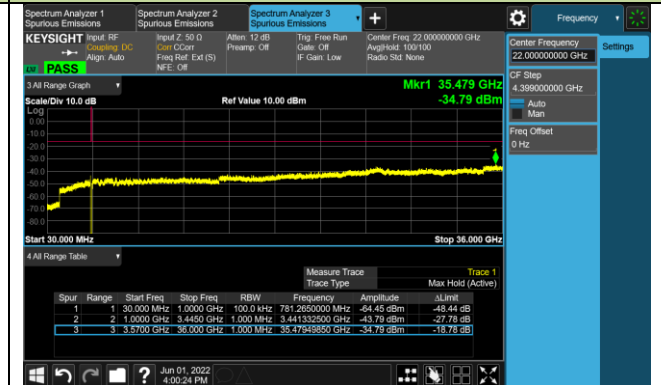 Spectrum Analyzer 1
Spurious Emissions
Spectrum Analyzer 2
Spurious Emissions
Spectrum Analyzer 3
Spurious Emissions
+
Frequency
KEYSIGHT
Input: RF
Coupling: DC
Align: Auto
Input Z: 50 Ω
Corr CCorr
Freq Ref: Ext (S)
NFE: Off
Atten: 12 dB
Preamp: Off
Trig: Free Run
Gate: Off
IF Gain: Low
Center Freq: 22.000000000 GHz
Avg|Hold: 100/100
Radio Std: None
PASS
Center Frequency
22.000000000 GHz
Settings
CF Step
4.399000000 GHz
Auto
Man
Freq Offset
0 Hz
3 All Range Graph
Mkr1 35.479 GHz
Scale/Div 10.0 dB
Ref Value 10.00 dBm
-34.79 dBm
Log
0.00
-10.0
-20.0
-30.0
-40.0
-50.0
-60.0
-70.0
-80.0
1
Start 30.000 MHz
Stop 36.000 GHz
4 All Range Table
Measure Trace Trace 1
Trace Type Max Hold (Active)
Spur Range Start Freq Stop Freq RBW Frequency Amplitude ΔLimit
1 1 30.000 MHz 1.0000 GHz 100.0 kHz 781.2650000 MHz -64.45 dBm -48.44 dB
2 2 1.0000 GHz 3.4450 GHz 1.000 MHz 3.441332500 GHz -43.79 dBm -27.78 dB
3 3 3.5700 GHz 36.000 GHz 1.000 MHz 35.47949850 GHz -34.79 dBm -18.78 dB
?
Jun 01, 2022
4:00:24 PM